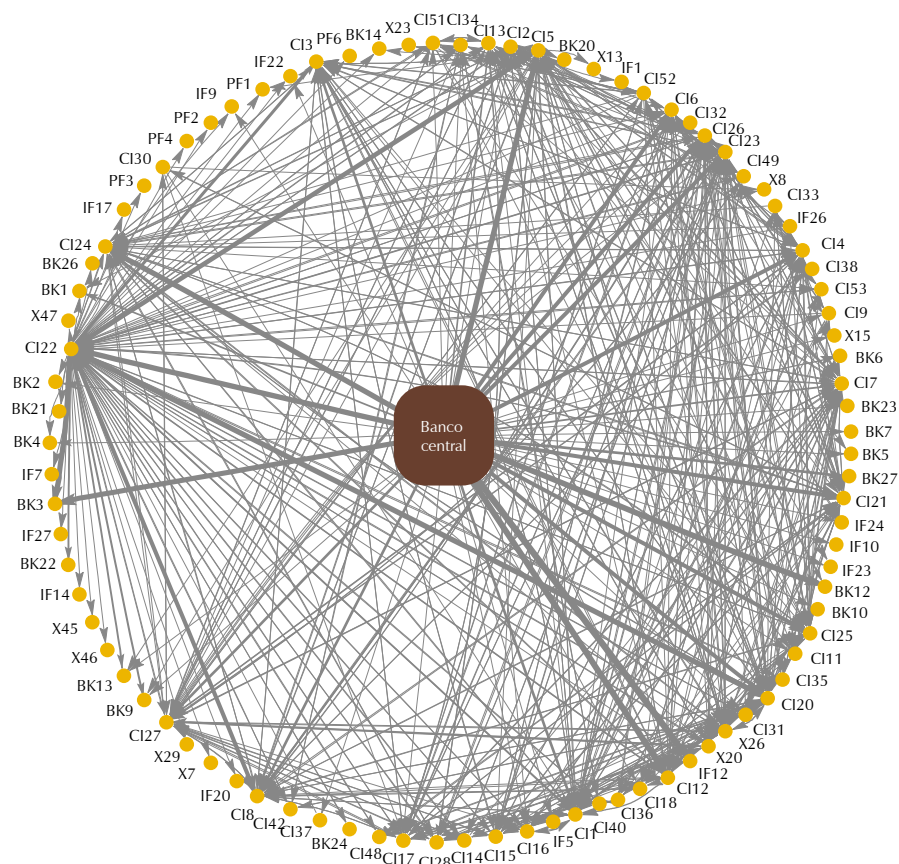 CI51
CI34
CI13
CI2
CI5
BK20
X13
IF1
CI52
CI6
CI32
CI26
CI23
CI49
X8
CI33
IF26
CI4
CI38
CI53
CI9
X15
BK6
CI7
BK23
BK7
BK5
BK27
CI21
IF24
IF10
IF23
BK12
BK10
CI25
CI11
CI35
CI20
CI31
X26
X20
IF12
CI12
CI18
CI36
CI40
CI1
IF5
CI16
CI15
CI14
CI28
CI17
CI48
BK24
CI37
CI42
CI8
IF20
X7
X29
CI27
BK9
BK13
X46
X45
IF14
BK22
IF27
BK3
IF7
BK4
BK21
BK2
CI22
X47
BK1
BK26
CI24
IF17
PF3
CI30
PF4
PF2
IF9
PF1
IF22
CI3
PF6
BK14
X23
Banco
central